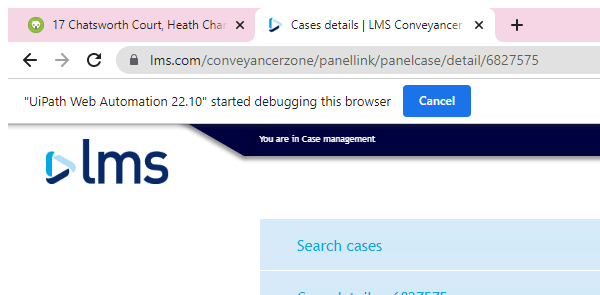 17 Chatsworth Court, Heath Char
Cases details | LMS Conveyancer
lms.com/conveyancerzone/panellink/panelcase/detail/6827575
"UiPath Web Automation 22.10" started debugging this browser
Cancel
You are in Case management
lms
Search cases
6827575